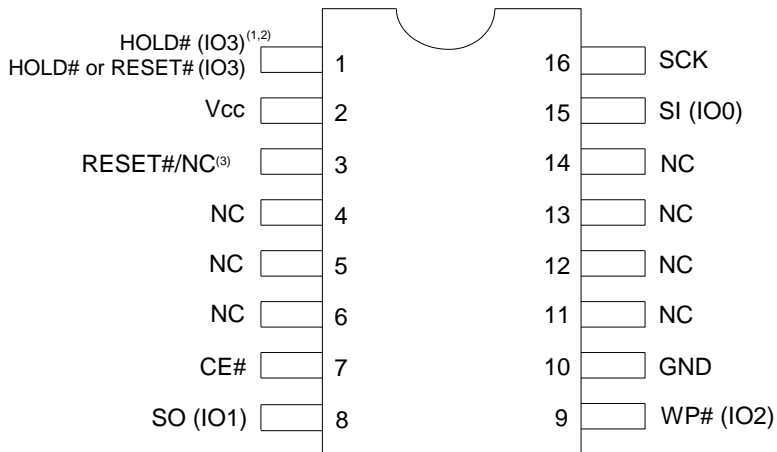 HOLD# (IO3)(1,2)
HOLD# or RESET# (IO3) 1 16 SCK
Vcc 2 15 SI (IO0)
RESET#/NC(3) 3 14 NC
NC 4 13 NC
NC 5 12 NC
NC 6 11 NC
CE# 7 10 GND
SO (IO1) 8 9 WP# (IO2)